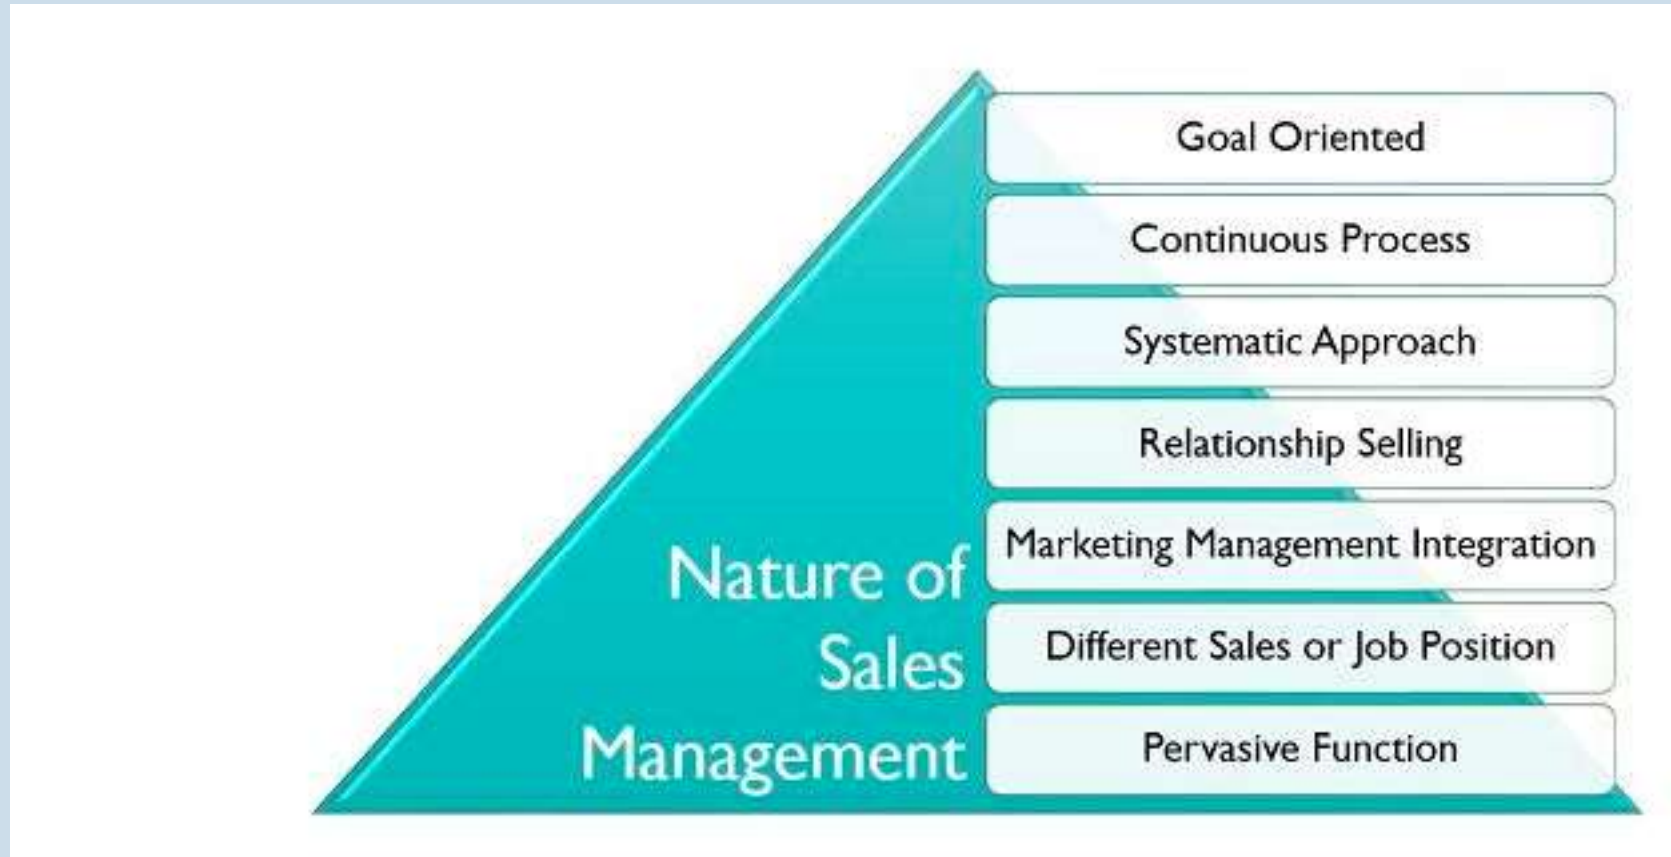 Goal Oriented
Continuous Process
Systematic Approach
Relationship Selling
Marketing Management Integration
Different Sales or Job Position
Pervasive Function
Nature of
Sales
Management